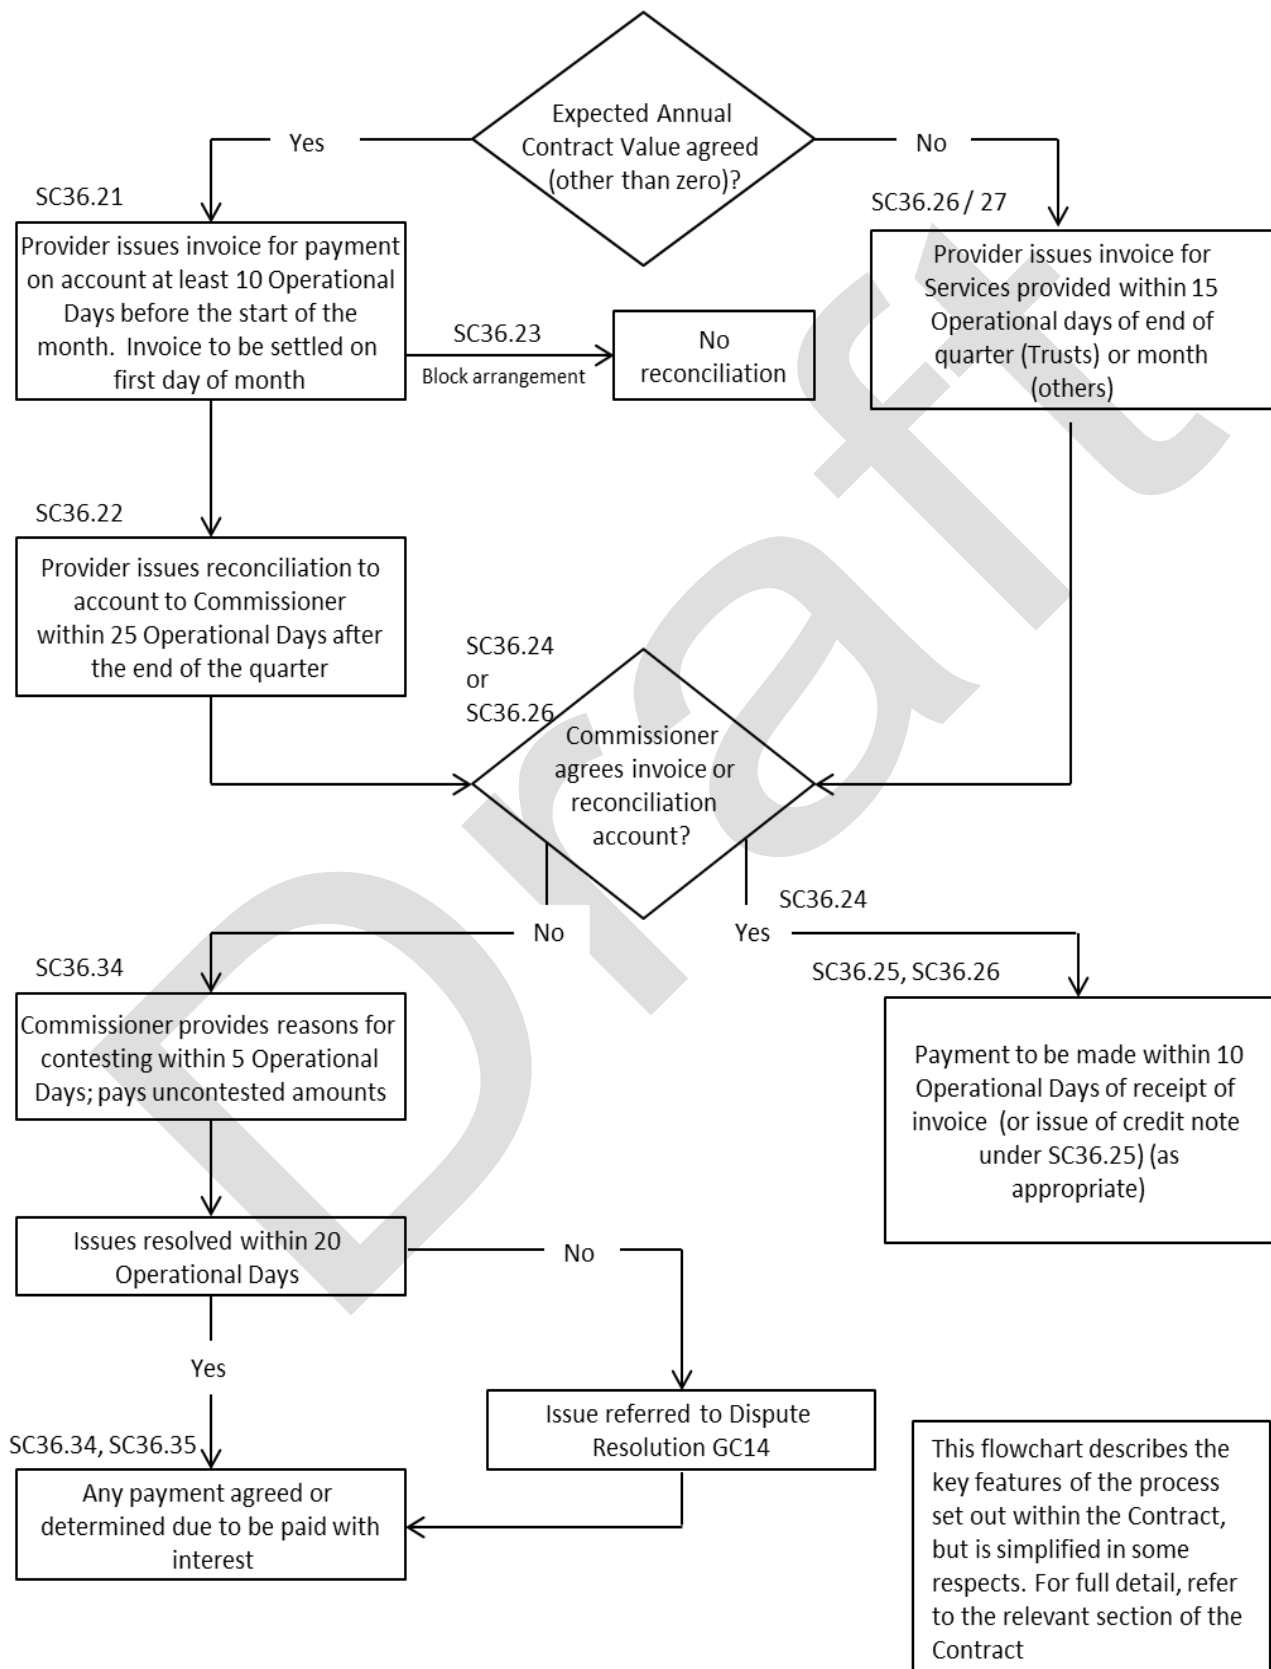 Expected Annual
Contract Value agreed
(other than zero)?
Yes
No
SC36.21
Provider issues invoice for payment
on account at least 10 Operational
Days before the start of the
month. Invoice to be settled on
first day of month
SC36.23
Block arrangement
No
reconciliation
SC36.26 / 27
Provider issues invoice for
Services provided within 15
Operational days of end of
quarter (Trusts) or month
(others)
SC36.22
Provider issues reconciliation to
account to Commissioner
within 25 Operational Days after
the end of the quarter
SC36.24
or
SC36.26
Commissioner
agrees invoice or
reconciliation
account?
No
Yes
SC36.24
SC36.34
Commissioner provides reasons for
contesting within 5 Operational
Days; pays uncontested amounts
SC36.25, SC36.26
Payment to be made within 10
Operational Days of receipt of
invoice (or issue of credit note
under SC36.25) (as
appropriate)
Issues resolved within 20
Operational Days
No
Yes
Issue referred to Dispute
Resolution GC14
SC36.34, SC36.35
Any payment agreed or
determined due to be paid with
interest
This flowchart describes the
key features of the process
set out within the Contract,
but is simplified in some
respects. For full detail, refer
to the relevant section of the
Contract
Draft